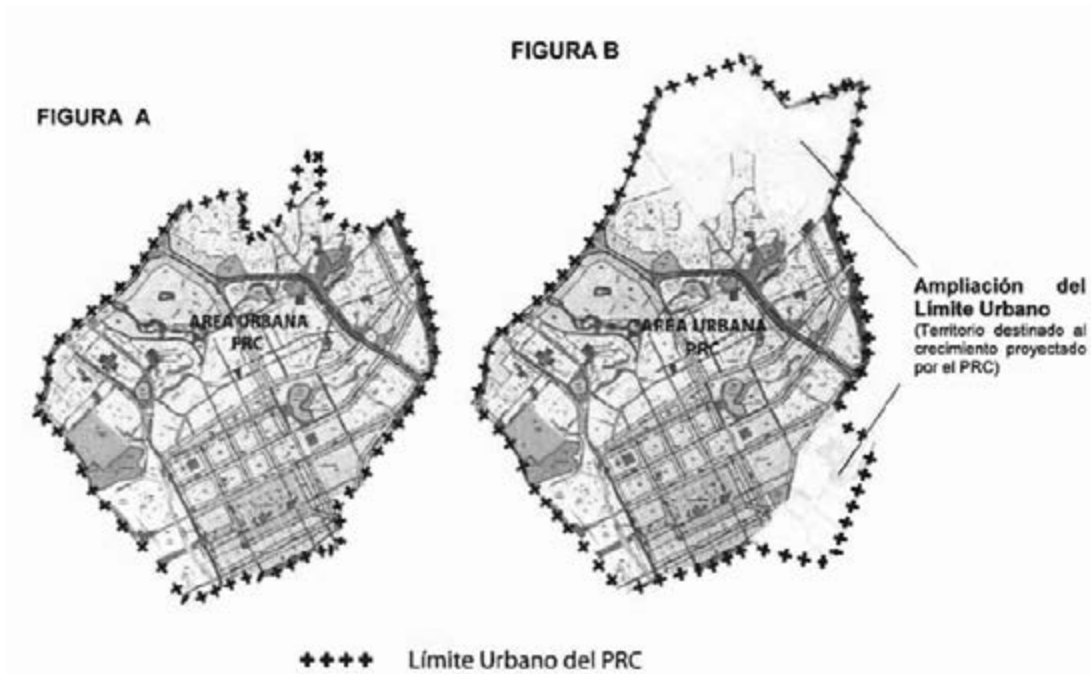 FIGURA A
FIGURA B
AREA URBANA
PRC
AREA URBANA
PRC
Ampliación del
Límite Urbano
(Territorio destinado al
crecimiento proyectado
por el PRC)
Límite Urbano del PRC